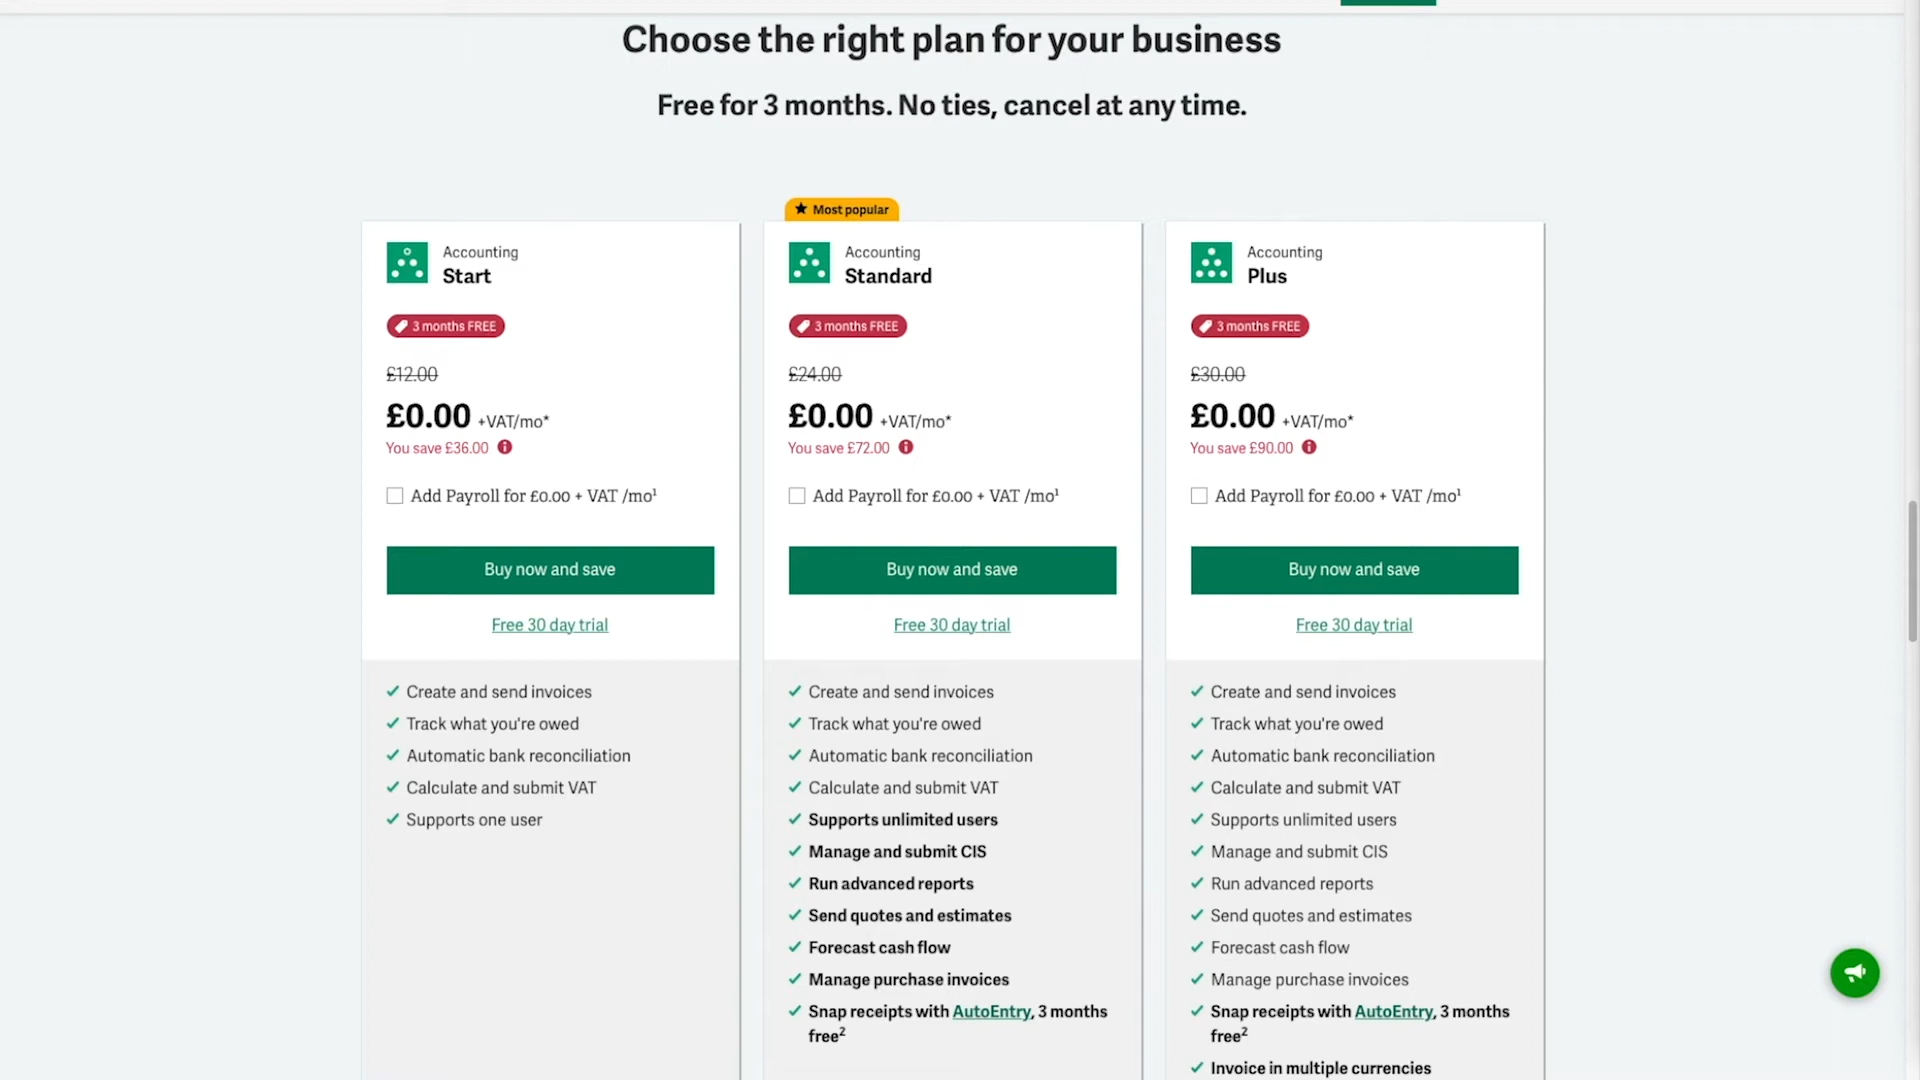 Choose the right plan for your business
Free for 3 months. No ties, cancel at any time.
Accounting
Start
3 months FREE
£12.00
£0.00 +VAT/mo*
You save £36.00
Add Payroll for £0.00 + VAT /mo¹
Buy now and save
Free 30 day trial
Create and send invoices
Track what you're owed
Automatic bank reconciliation
Calculate and submit VAT
Supports one user
Most popular
Accounting
Standard
3 months FREE
£24.00
£0.00 +VAT/mo*
You save £72.00
Add Payroll for £0.00 + VAT /mo¹
Buy now and save
Free 30 day trial
Create and send invoices
Track what you're owed
Automatic bank reconciliation
Calculate and submit VAT
Supports unlimited users
Manage and submit CIS
Run advanced reports
Send quotes and estimates
Forecast cash flow
Manage purchase invoices
Snap receipts with AutoEntry, 3 months
free²
Accounting
Plus
3 months FREE
£30.00
£0.00 +VAT/mo*
You save £90.00
Add Payroll for £0.00 + VAT /mo¹
Buy now and save
Free 30 day trial
Create and send invoices
Track what you're owed
Automatic bank reconciliation
Calculate and submit VAT
Supports unlimited users
Manage and submit CIS
Run advanced reports
Send quotes and estimates
Forecast cash flow
Manage purchase invoices
Snap receipts with AutoEntry, 3 months
free²
Invoice in multiple currencies